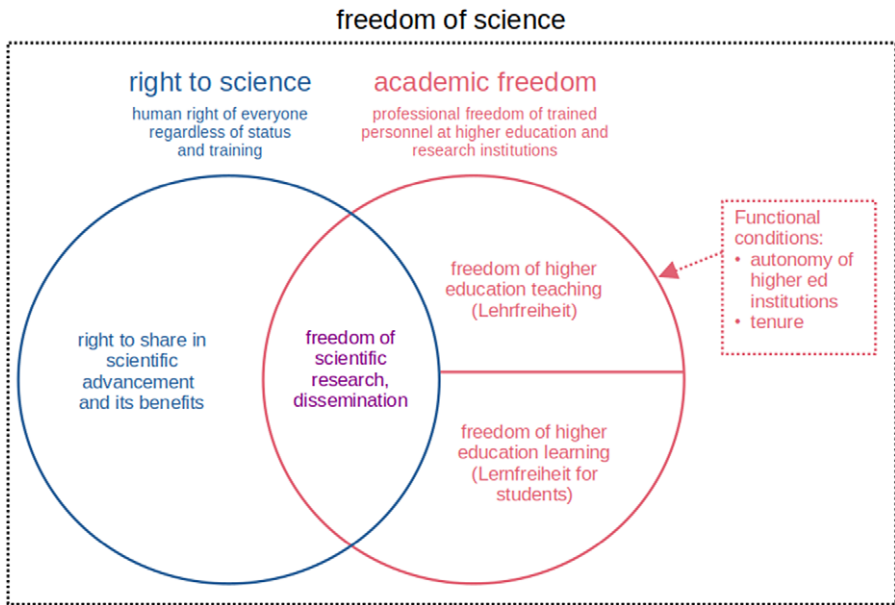 freedom of science
right to science
human right of everyone
regardless of status
and training
academic freedom
professional freedom of trained
personnel at higher education and
research institutions
right to share in
scientific
advancement
and its benefits
freedom of
scientific
research,
dissemination
freedom of higher
education teaching
(Lehrfreiheit)
freedom of higher
education learning
(Lernfreiheit for
students)
Functional
conditions:
• autonomy of
higher ed
institutions
• tenure